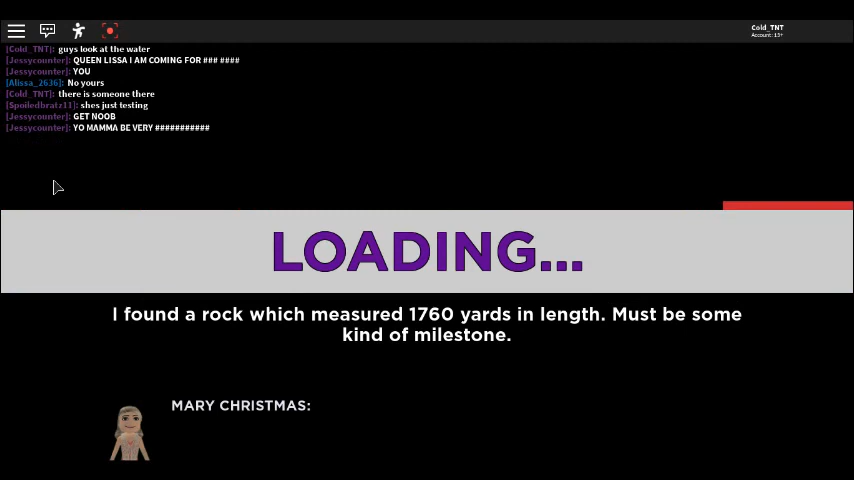 Cold_TNT
Account: 13+
[Cold_TNT]: guys look at the water
[Jessycounter]: QUEEN LISSA I AM COMING FOR ### ####
[Jessycounter]: YOU
[Alissa_2636]: No yours
[Cold_TNT]: there is someone there
[Spoiledbratz11]: shes just testing
[Jessycounter]: GET NOOB
[Jessycounter]: YO MAMMA BE VERY ###########
LOADING...
I found a rock which measured 1760 yards in length. Must be some
kind of milestone.
MARY CHRISTMAS: